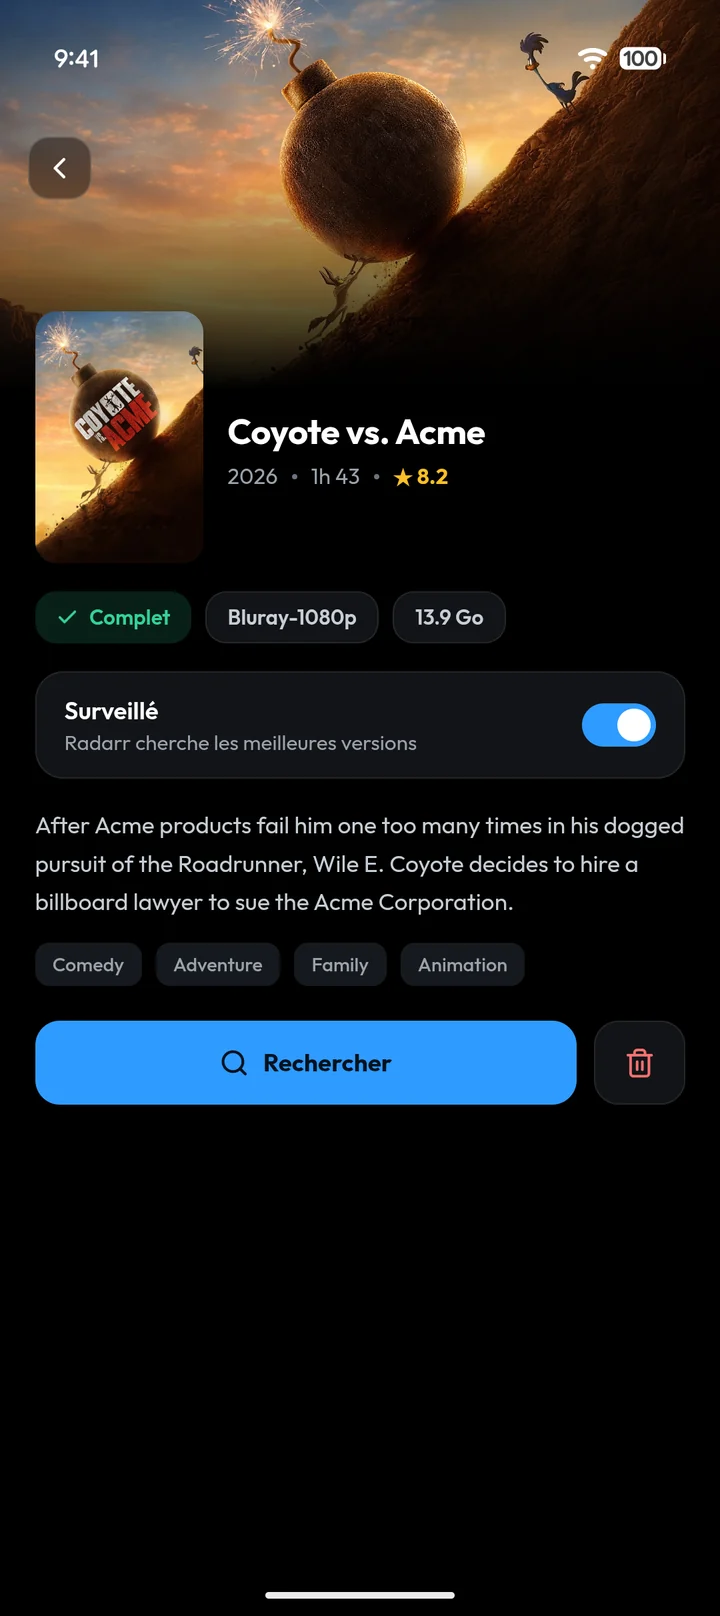 9:41
100
COYOTE
vs.
ACME
Coyote vs. Acme
2026 • 1h 43 • ★ 8.2
Complet
Bluray-1080p
13.9 Go
Surveillé
Radarr cherche les meilleures versions
After Acme products fail him one too many times in his dogged
pursuit of the Roadrunner, Wile E. Coyote decides to hire a
billboard lawyer to sue the Acme Corporation.
Comedy
Adventure
Family
Animation
Rechercher